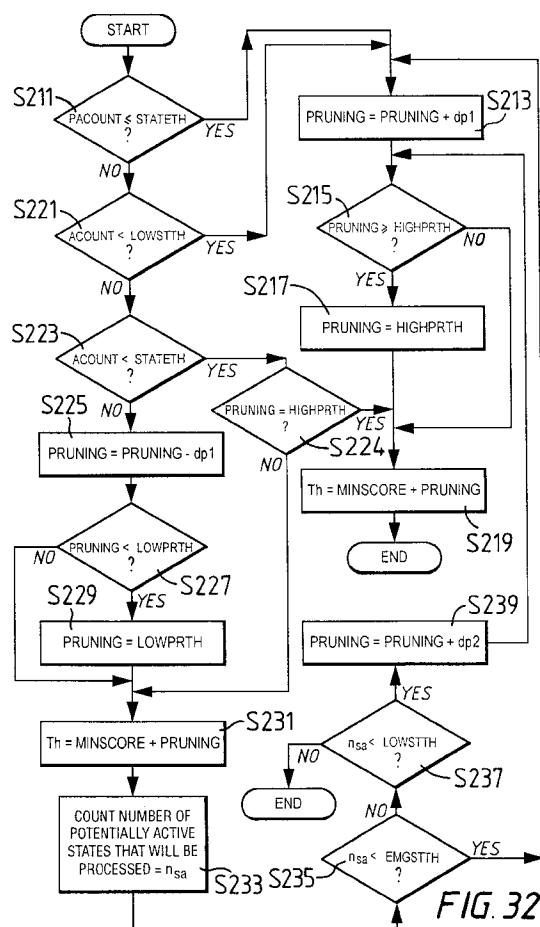 START
S211
PACOUNT ≤ STATETH
?
YES
NO
S221
ACOUNT < LOWSTTH
?
YES
NO
S223
ACOUNT < STATETH
?
YES
NO
S225
PRUNING = PRUNING - dp1
PRUNING < LOWPRTH
?
NO
S227
YES
S229
PRUNING = LOWPRTH
Th = MINSCORE + PRUNING
S231
COUNT NUMBER OF
POTENTIALLY ACTIVE
STATES THAT WILL BE
PROCESSED = nsa
S233
PRUNING = PRUNING + dp1
S213
S215
PRUNING ≥ HIGHPRTH
?
NO
YES
S217
PRUNING = HIGHPRTH
PRUNING = HIGHPRTH
?
YES
S224
NO
Th = MINSCORE + PRUNING
S219
END
S239
PRUNING = PRUNING + dp2
YES
nsa < LOWSTTH
?
NO
S237
END
NO
S235
nsa < EMGSTTH
?
YES
FIG. 32